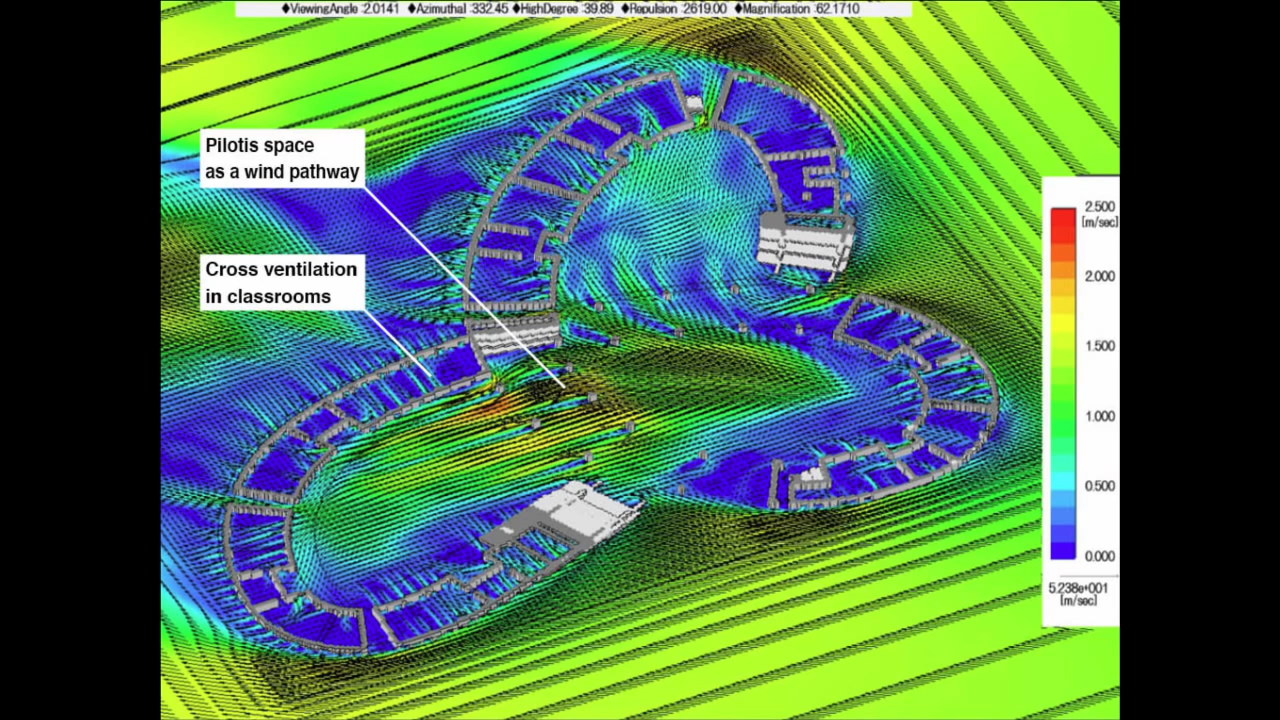 ◆ViewingAngle :2.0141 ◆Azimuthal :332.45 ◆HighDegree :39.89 ◆Repulsion :2619.00 ◆Magnification :62.1710
Pilotis space
as a wind pathway
Cross ventilation
in classrooms
2.500
[m/sec]
2.000
1.500
1.000
0.500
0.000
5.238e+001
[m/sec]